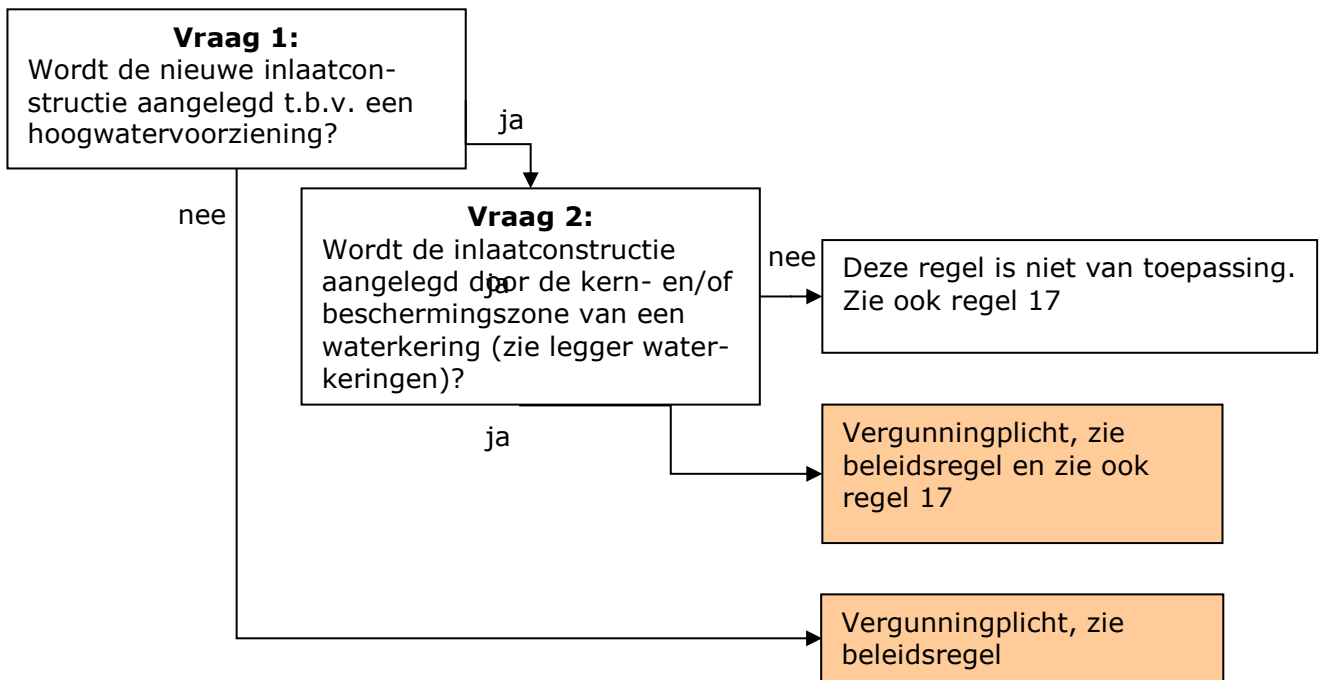 Vraag 1:
Wordt de nieuwe inlaatcon-
structie aangelegd t.b.v. een
hoogwatervoorziening?
ja
nee
Vraag 2:
Wordt de inlaatconstructie
aangelegd door de kern- en/of
ja
beschermingszone van een
waterkering (zie legger water-
keringen)?
nee
Deze regel is niet van toepassing.
Zie ook regel 17
ja
Vergunningplicht, zie
beleidsregel en zie ook
regel 17
Vergunningplicht, zie
beleidsregel